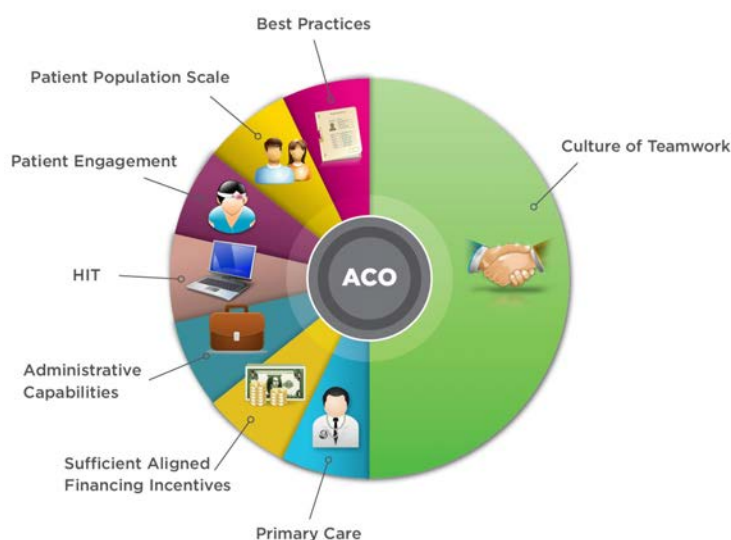 Best Practices
Patient Population Scale
Culture of Teamwork
Patient Engagement
HIT
ACO
Administrative
Capabilities
Sufficient Aligned
Financing Incentives
Primary Care